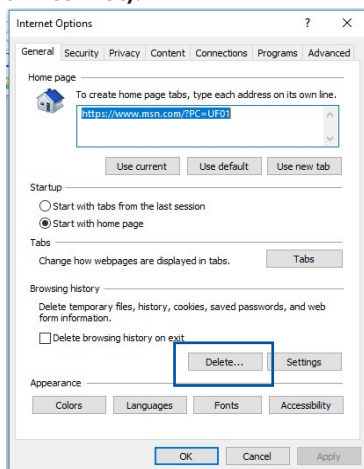 Internet Options ? X
General Security Privacy Content Connections Programs Advanced
Home page
To create home page tabs, type each address on its own line.
https://www.msn.com/?PC=UF01
Use current Use default Use new tab
Startup
Start with tabs from the last session
Start with home page
Tabs
Change how webpages are displayed in tabs. Tabs
Browsing history
Delete temporary files, history, cookies, saved passwords, and web
form information.
Delete browsing history on exit
Delete... Settings
Appearance
Colors Languages Fonts Accessibility
OK Cancel Apply